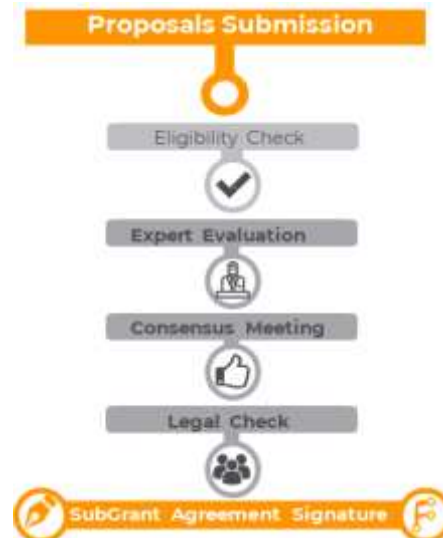 Proposals Submission
Eligibility Check
Expert Evaluation
Consensus Meeting
Legal Check
SubGrant Agreement Signature